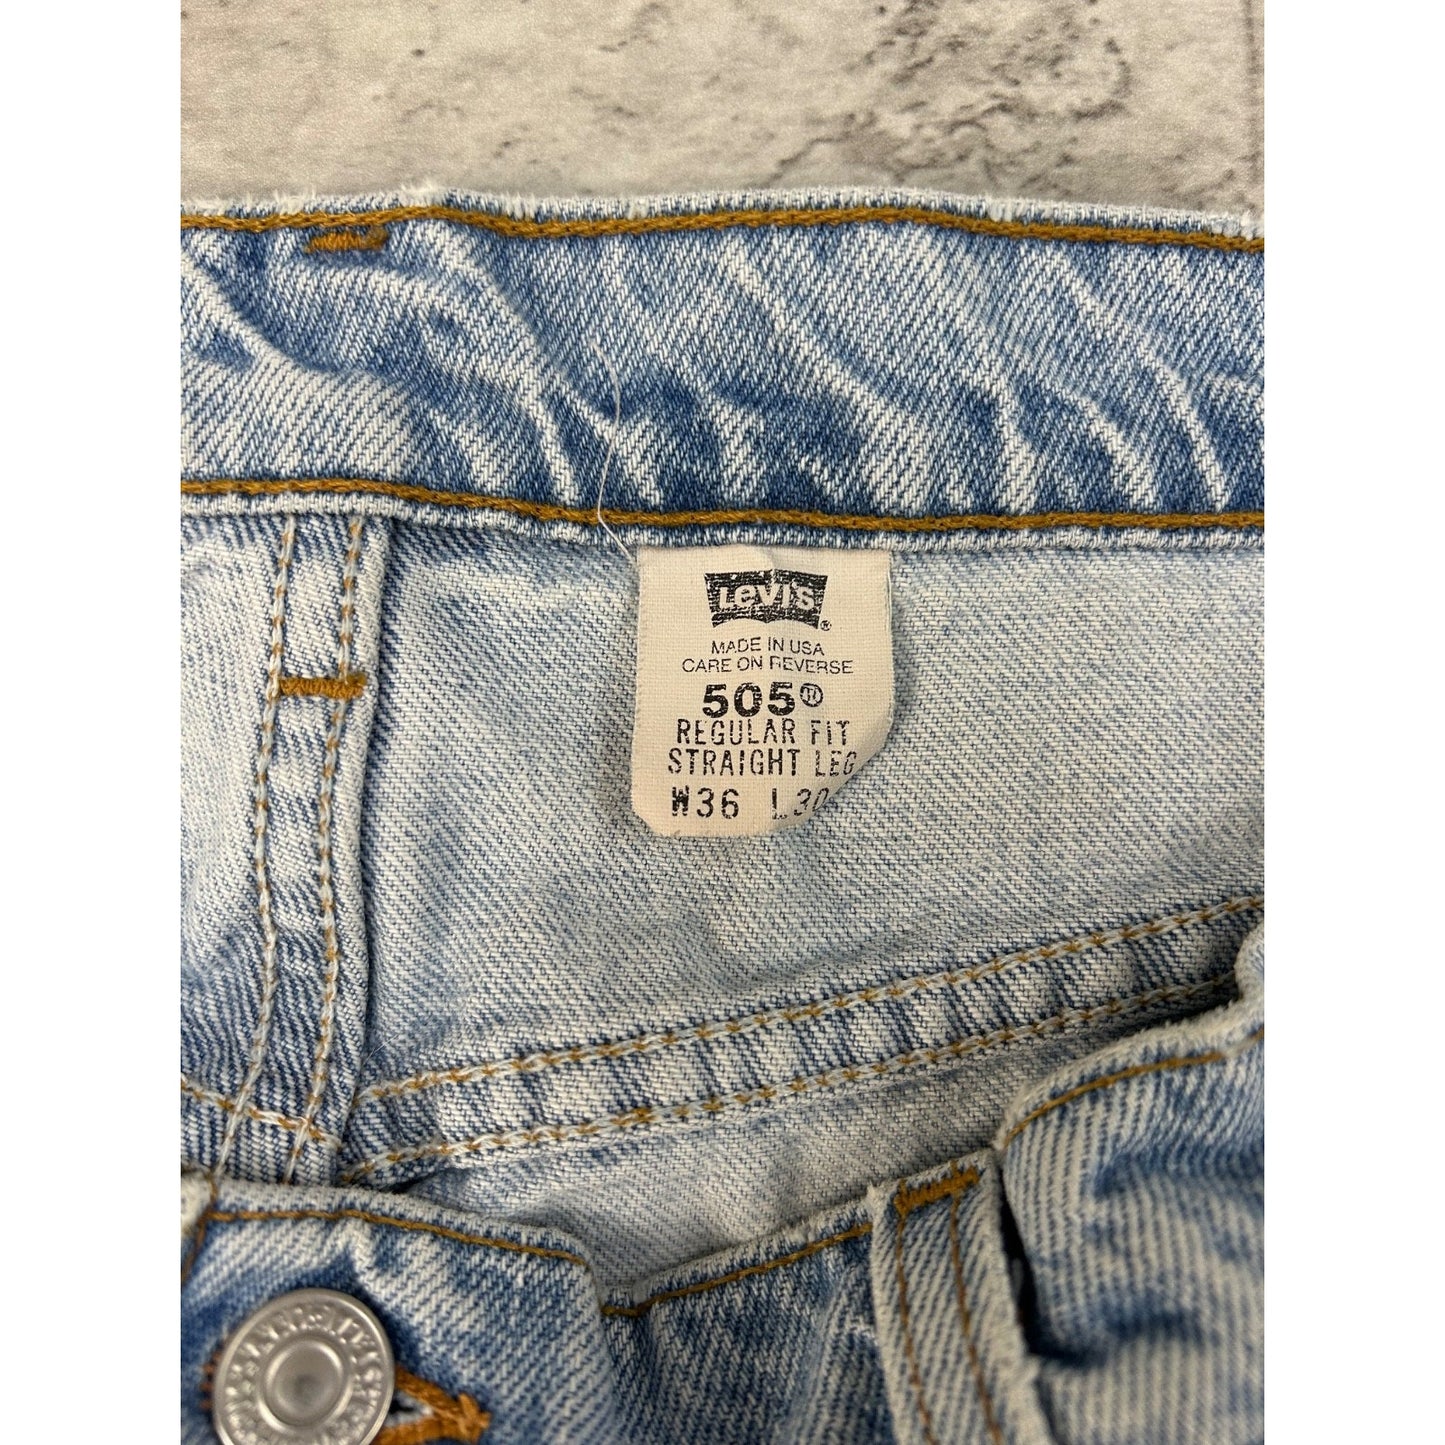 Levi's®
MADE IN USA
CARE ON REVERSE
505®
REGULAR FIT
STRAIGHT LEG
W36 L30